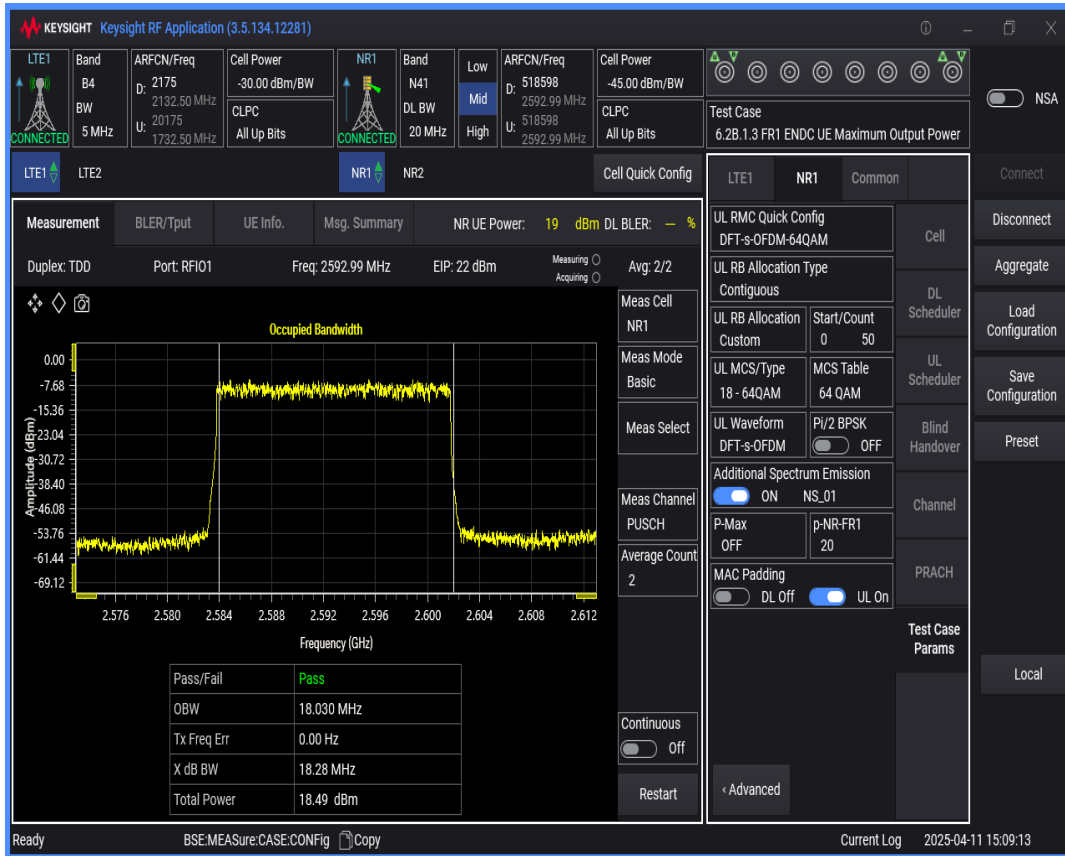 KEYSIGHT Keysight RF Application (3.5.134.12281)
LTE1
CONNECTED
Band
B4
BW
5 MHz
ARFCN/Freq
D: 2175
2132.50 MHz
U: 20175
1732.50 MHz
Cell Power
-30.00 dBm/BW
CLPC
All Up Bits
NR1
CONNECTED
Band
N41
DL BW
20 MHz
Low
Mid
High
ARFCN/Freq
D: 518598
2592.99 MHz
U: 518598
2592.99 MHz
Cell Power
-45.00 dBm/BW
CLPC
All Up Bits
Test Case
6.2B.1.3 FR1 ENDC UE Maximum Output Power
NSA
LTE1 LTE2 NR1 NR2 Cell Quick Config
Measurement BLER/Tput UE Info. Msg. Summary NR UE Power: 19 dBm DL BLER: — %
Duplex: TDD Port: RFIO1 Freq: 2592.99 MHz EIP: 22 dBm Measuring Avg: 2/2
Acquiring
Occupied Bandwidth
Amplitude (dBm)
0.00
-7.68
-15.36
-23.04
-30.72
-38.40
-46.08
-53.76
-61.44
-69.12
2.576 2.580 2.584 2.588 2.592 2.596 2.600 2.604 2.608 2.612
Frequency (GHz)
Pass/Fail Pass
OBW 18.030 MHz
Tx Freq Err 0.00 Hz
X dB BW 18.28 MHz
Total Power 18.49 dBm
Meas Cell
NR1
Meas Mode
Basic
Meas Select
Meas Channel
PUSCH
Average Count
2
Continuous
Off
Restart
LTE1 NR1 Common
UL RMC Quick Config
DFT-s-OFDM-64QAM
UL RB Allocation Type
Contiguous
UL RB Allocation
Custom
Start/Count
0 50
UL MCS/Type
18 - 64QAM
MCS Table
64 QAM
UL Waveform
DFT-s-OFDM
Pi/2 BPSK
OFF
Additional Spectrum Emission
ON NS_01
P-Max
OFF
p-NR-FR1
20
MAC Padding
DL Off UL On
‹ Advanced
Cell
DL
Scheduler
UL
Scheduler
Blind
Handover
Channel
PRACH
Test Case
Params
Connect
Disconnect
Aggregate
Load
Configuration
Save
Configuration
Preset
Local
Ready BSE:MEASure:CASE:CONFig Copy Current Log 2025-04-11 15:09:13